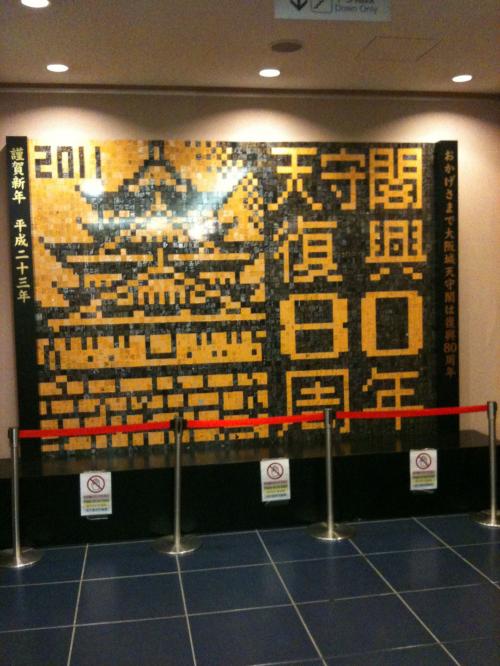 Down Only
2011
天守閣
復興
80
周年
謹賀新年 平成二十三年
おかげさまで大阪城天守閣は復興80周年